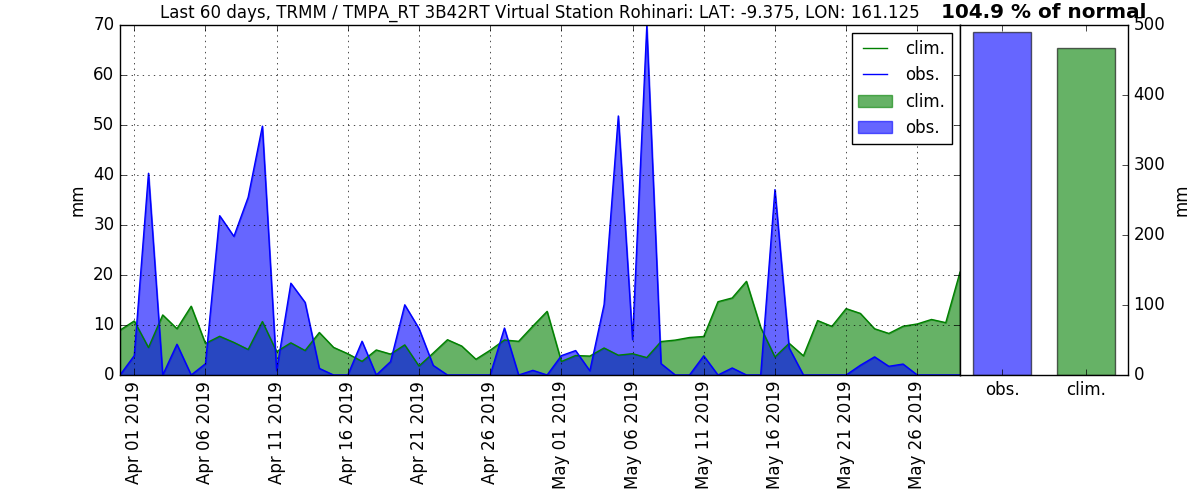 Last 60 days, TRMM / TMPA_RT 3B42RT Virtual Station Rohinari: LAT: -9.375, LON: 161.125
104.9 % of normal
70
60
50
40
30
20
10
0
mm
clim.
obs.
clim.
obs.
Apr 01 2019
Apr 06 2019
Apr 11 2019
Apr 16 2019
Apr 21 2019
Apr 26 2019
May 01 2019
May 06 2019
May 11 2019
May 16 2019
May 21 2019
May 26 2019
500
400
300
200
100
0
mm
obs.
clim.